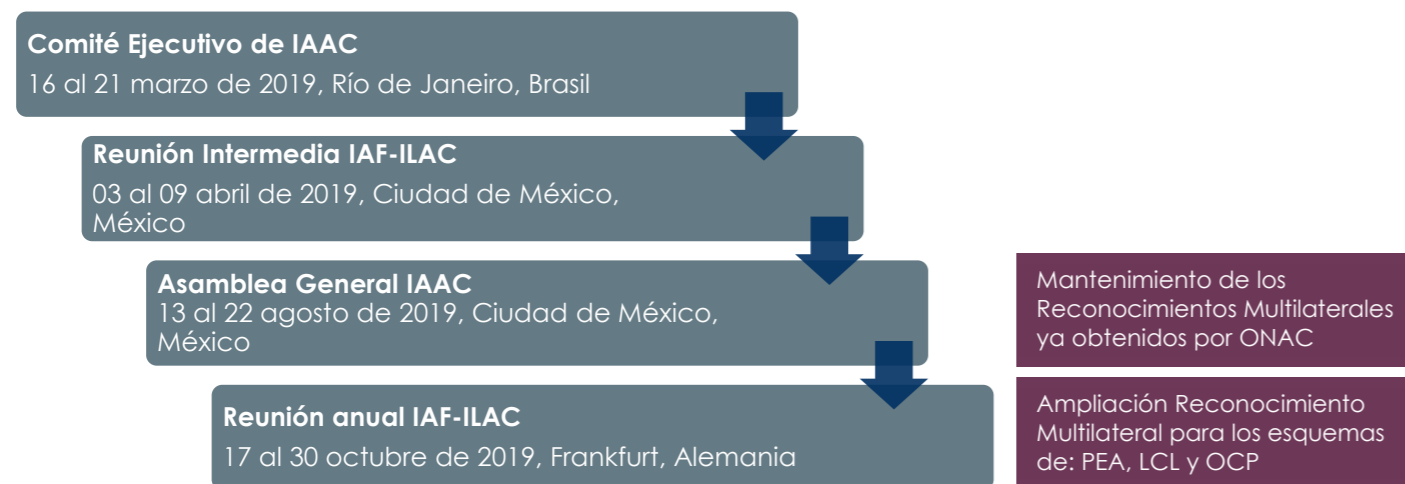 Comité Ejecutivo de IAAC
16 al 21 marzo de 2019, Río de Janeiro, Brasil
Reunión Intermedia IAF-ILAC
03 al 09 abril de 2019, Ciudad de México,
México
Asamblea General IAAC
13 al 22 agosto de 2019, Ciudad de México,
México
Mantenimiento de los
Reconocimientos Multilaterales
ya obtenidos por ONAC
Reunión anual IAF-ILAC
17 al 30 octubre de 2019, Frankfurt, Alemania
Ampliación Reconocimiento
Multilateral para los esquemas
de: PEA, LCL y OCP